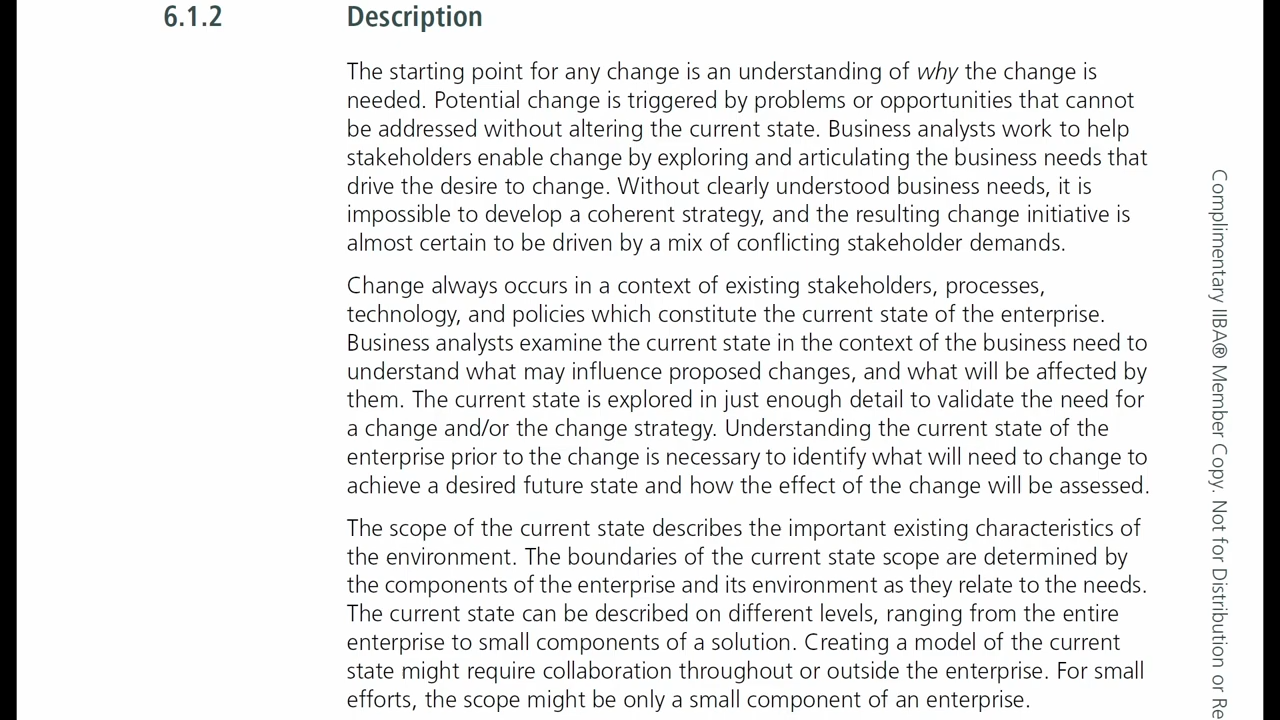 6.1.2 Description
The starting point for any change is an understanding of why the change is
needed. Potential change is triggered by problems or opportunities that cannot
be addressed without altering the current state. Business analysts work to help
stakeholders enable change by exploring and articulating the business needs that
drive the desire to change. Without clearly understood business needs, it is
impossible to develop a coherent strategy, and the resulting change initiative is
almost certain to be driven by a mix of conflicting stakeholder demands.
Change always occurs in a context of existing stakeholders, processes,
technology, and policies which constitute the current state of the enterprise.
Business analysts examine the current state in the context of the business need to
understand what may influence proposed changes, and what will be affected by
them. The current state is explored in just enough detail to validate the need for
a change and/or the change strategy. Understanding the current state of the
enterprise prior to the change is necessary to identify what will need to change to
achieve a desired future state and how the effect of the change will be assessed.
The scope of the current state describes the important existing characteristics of
the environment. The boundaries of the current state scope are determined by
the components of the enterprise and its environment as they relate to the needs.
The current state can be described on different levels, ranging from the entire
enterprise to small components of a solution. Creating a model of the current
state might require collaboration throughout or outside the enterprise. For small
efforts, the scope might be only a small component of an enterprise.
Complimentary IIBA® Member Copy. Not for Distribution or Re